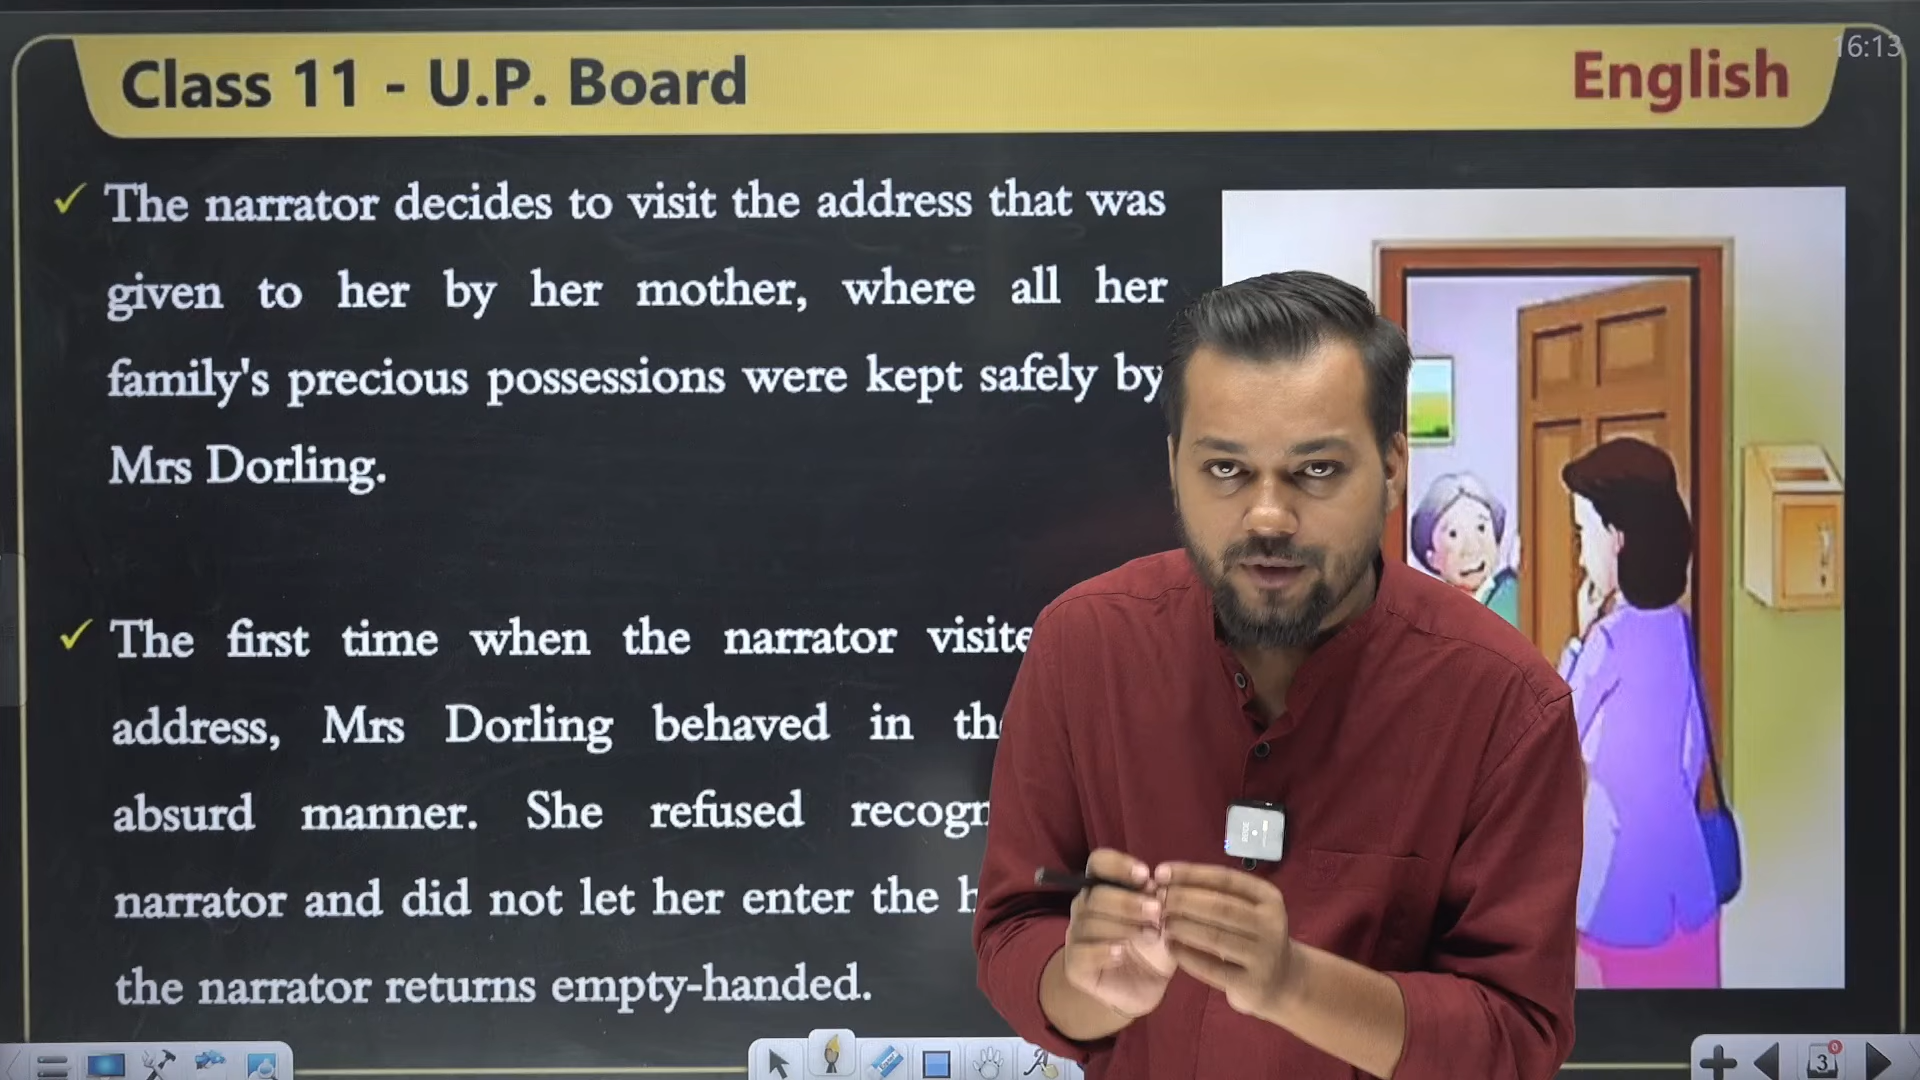 Class 11 - U.P. Board
English
16:13
The narrator decides to visit the address that was
given to her by her mother, where all her
family's precious possessions were kept safely by
Mrs Dorling.
The first time when the narrator
address, Mrs Dorling behaved in
absurd manner. She refused
narrator and did not let her enter the
the narrator returns empty-handed.
3